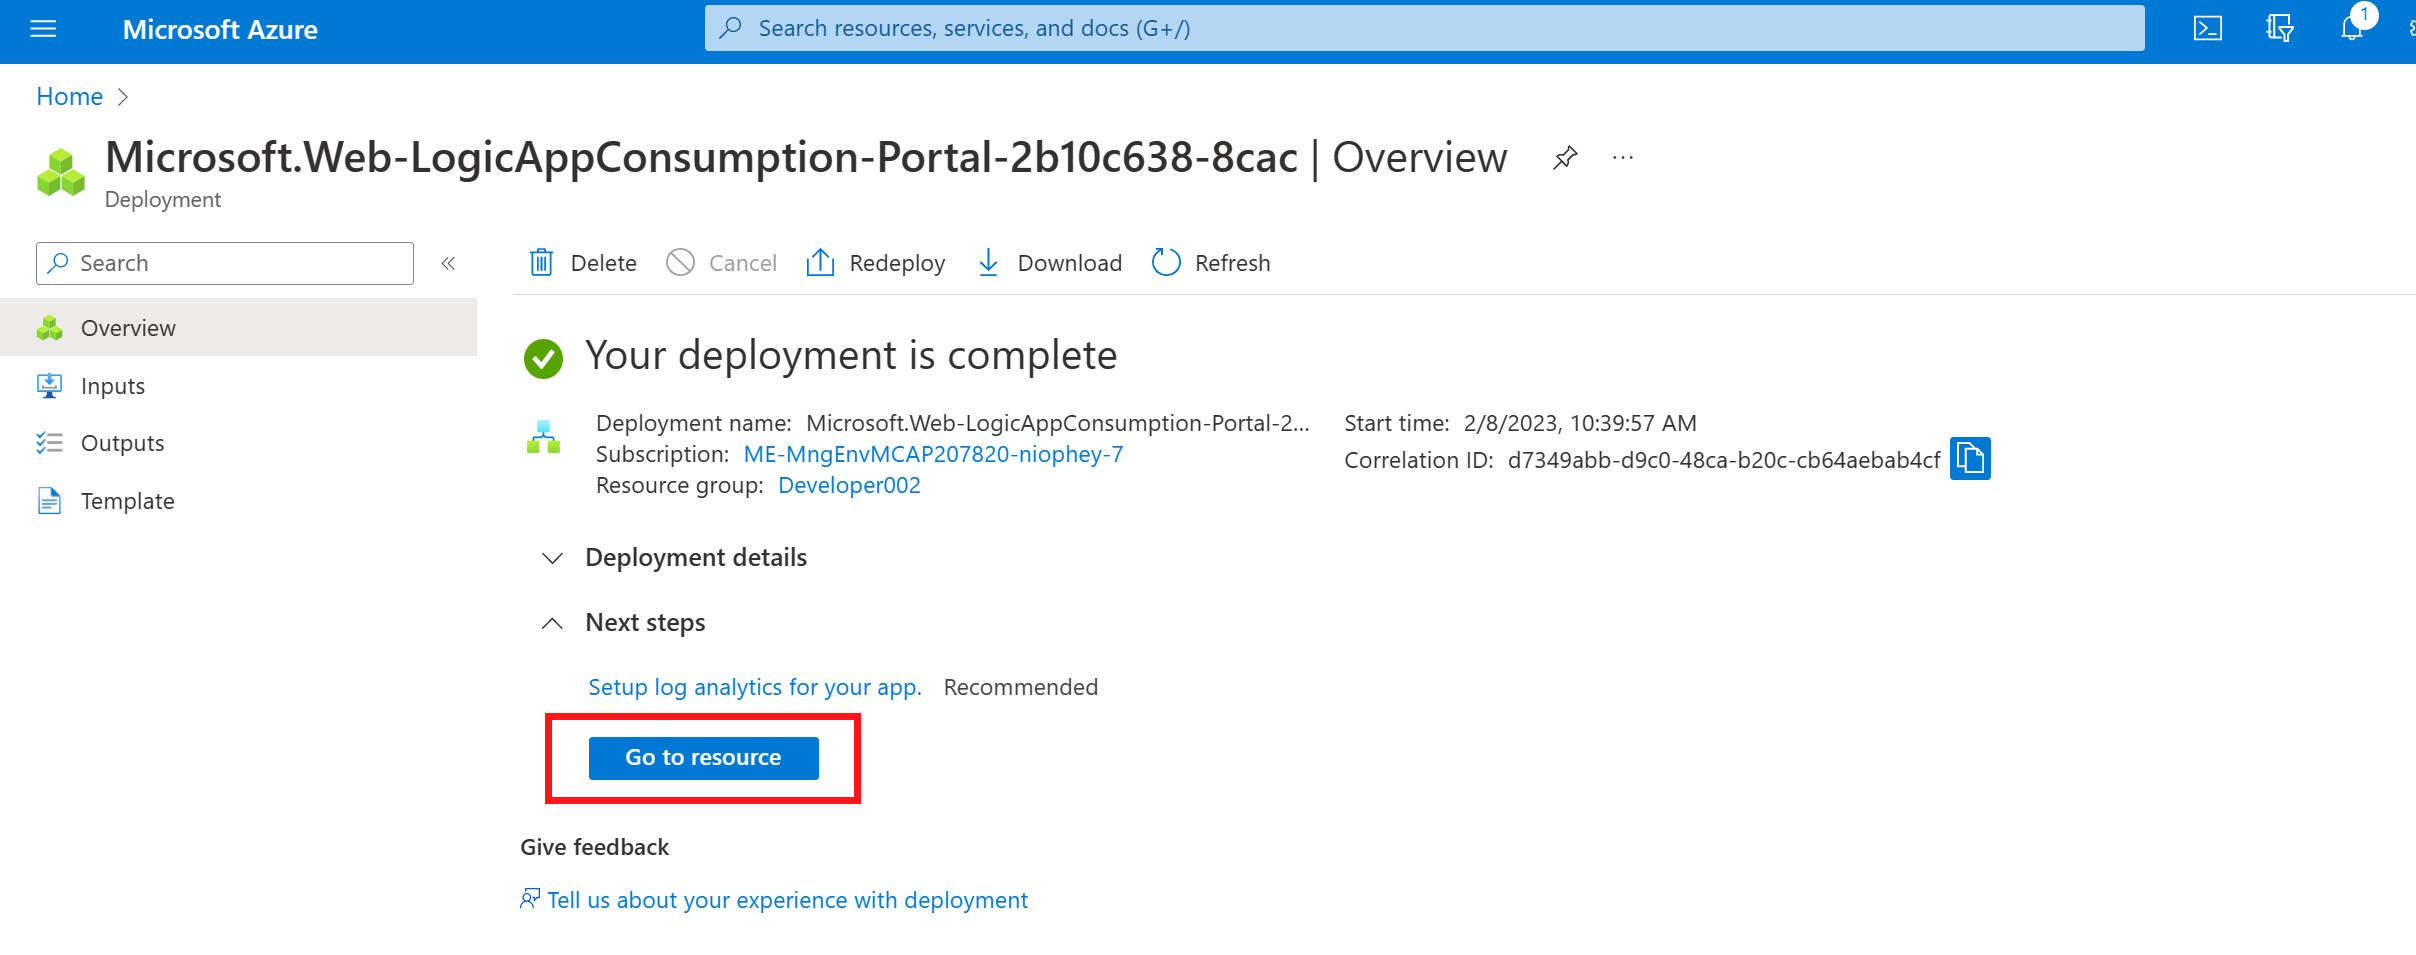 Microsoft Azure
Search resources, services, and docs (G+/)
1
Home
Microsoft.Web-LogicAppConsumption-Portal-2b10c638-8cac | Overview
Deployment
Search
Delete
Cancel
Redeploy
Download
Refresh
Overview
Inputs
Outputs
Template
Your deployment is complete
Deployment name: Microsoft.Web-LogicAppConsumption-Portal-2...
Subscription: ME-MngEnvMCAP207820-niophey-7
Resource group: Developer002
Start time: 2/8/2023, 10:39:57 AM
Correlation ID: d7349abb-d9c0-48ca-b20c-cb64aebab4cf
Deployment details
Next steps
Setup log analytics for your app. Recommended
Go to resource
Give feedback
Tell us about your experience with deployment